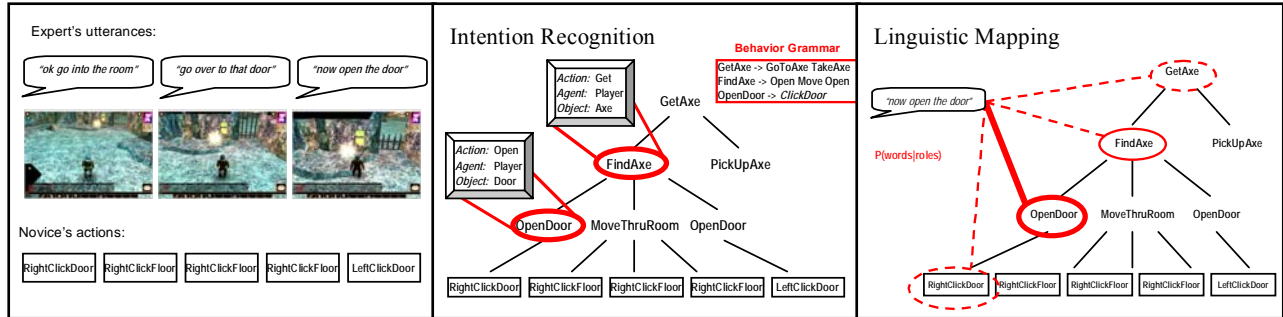 Expert's utterances:
"ok go into the room"
"go over to that door"
"now open the door"
Novice's actions:
RightClickDoor
RightClickFloor
RightClickFloor
RightClickFloor
LeftClickDoor
Intention Recognition
Behavior Grammar
GetAxe -> GoToAxe TakeAxe
FindAxe -> Open Move Open
OpenDoor -> ClickDoor
Action: Get
Agent: Player
Object: Axe
GetAxe
Action: Open
Agent: Player
Object: Door
FindAxe
PickUpAxe
OpenDoor
MoveThruRoom
OpenDoor
RightClickDoor
RightClickFloor
RightClickFloor
RightClickFloor
LeftClickDoor
Linguistic Mapping
GetAxe
"now open the door"
FindAxe
PickUpAxe
P(words|roles)
OpenDoor
MoveThruRoom
OpenDoor
RightClickDoor
RightClickFloor
RightClickFloor
RightClickFloor
LeftClickDoor